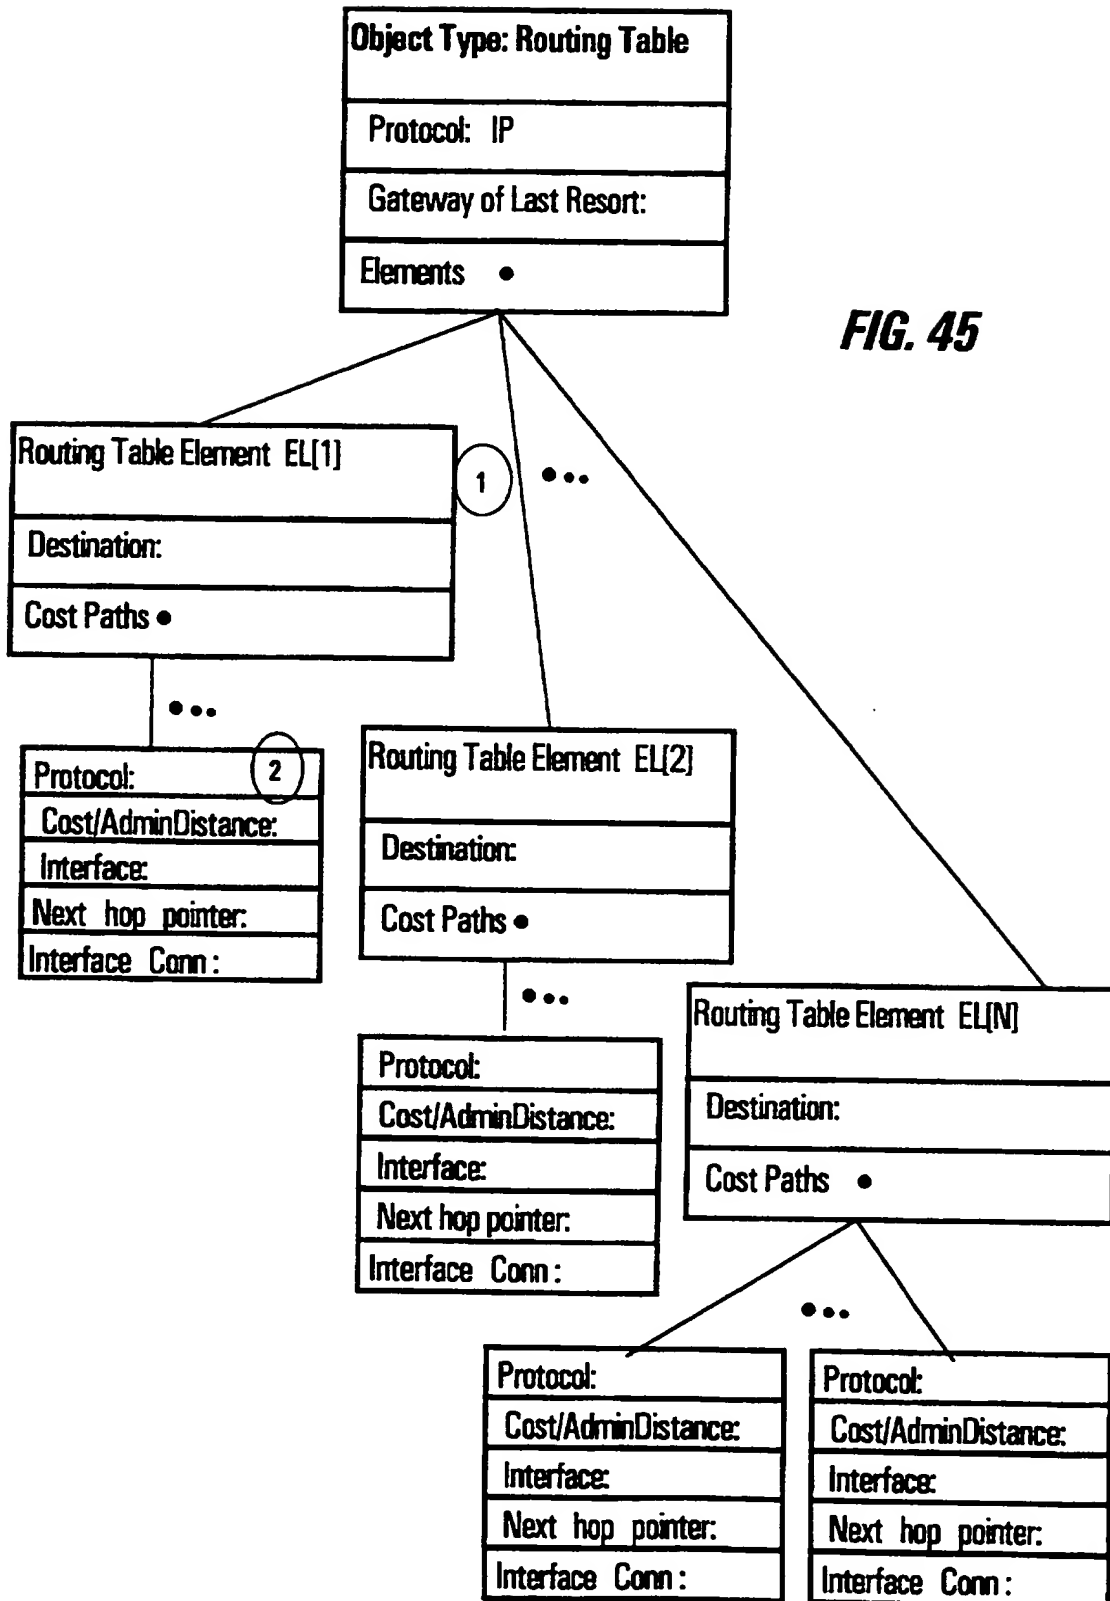 Object Type: Routing Table
Protocol: IP
Gateway of Last Resort:
Elements
FIG. 45
Routing Table Element EL[1]
1
Destination:
Cost Paths
2
Protocol:
Cost/AdminDistance:
Interface:
Next hop pointer:
Interface Conn :
Routing Table Element EL[2]
Destination:
Cost Paths
Protocol:
Cost/AdminDistance:
Interface:
Next hop pointer:
Interface Conn :
Routing Table Element EL[N]
Destination:
Cost Paths
Protocol:
Cost/AdminDistance:
Interface:
Next hop pointer:
Interface Conn :
Protocol:
Cost/AdminDistance:
Interface:
Next hop pointer:
Interface Conn :